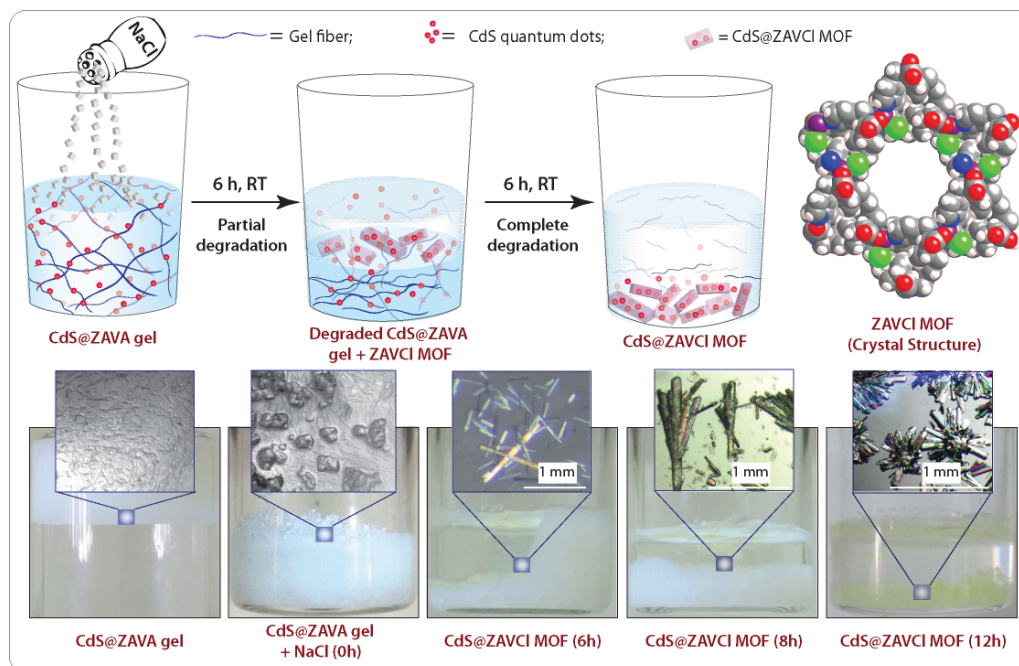 NaCl
= Gel fiber;
= CdS quantum dots;
= CdS@ZAVCl MOF
6 h, RT
Partial
degradation
6 h, RT
Complete
degradation
CdS@ZAVA gel
Degraded CdS@ZAVA
gel + ZAVCl MOF
CdS@ZAVCl MOF
ZAVCl MOF
(Crystal Structure)
1 mm
1 mm
1 mm
CdS@ZAVA gel
CdS@ZAVA gel
+ NaCl (0h)
CdS@ZAVCl MOF (6h)
CdS@ZAVCl MOF (8h)
CdS@ZAVCl MOF (12h)